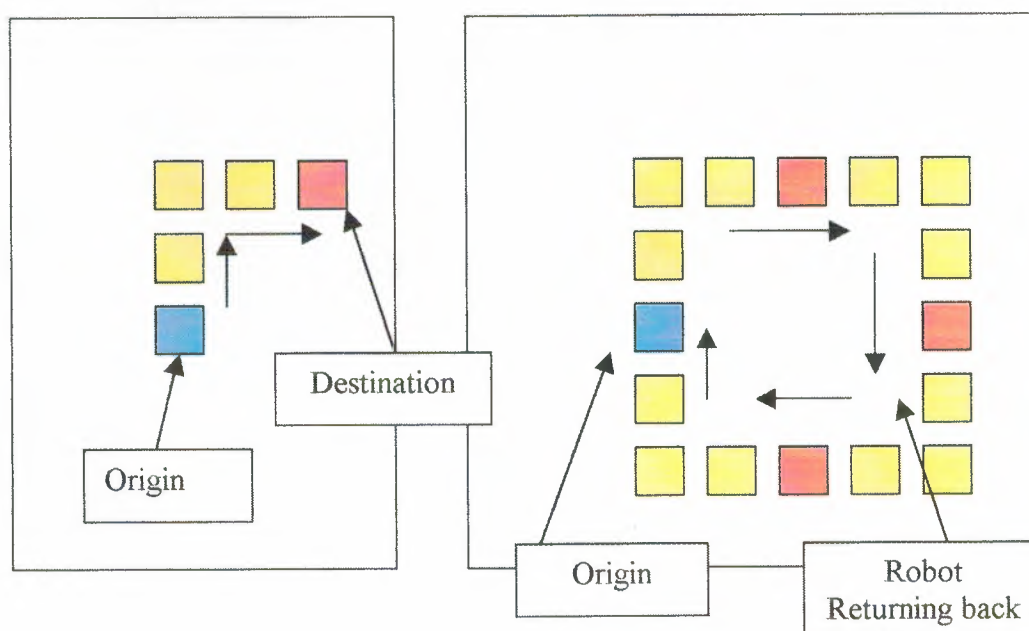 Destination
Origin
Origin
Robot
Returning back